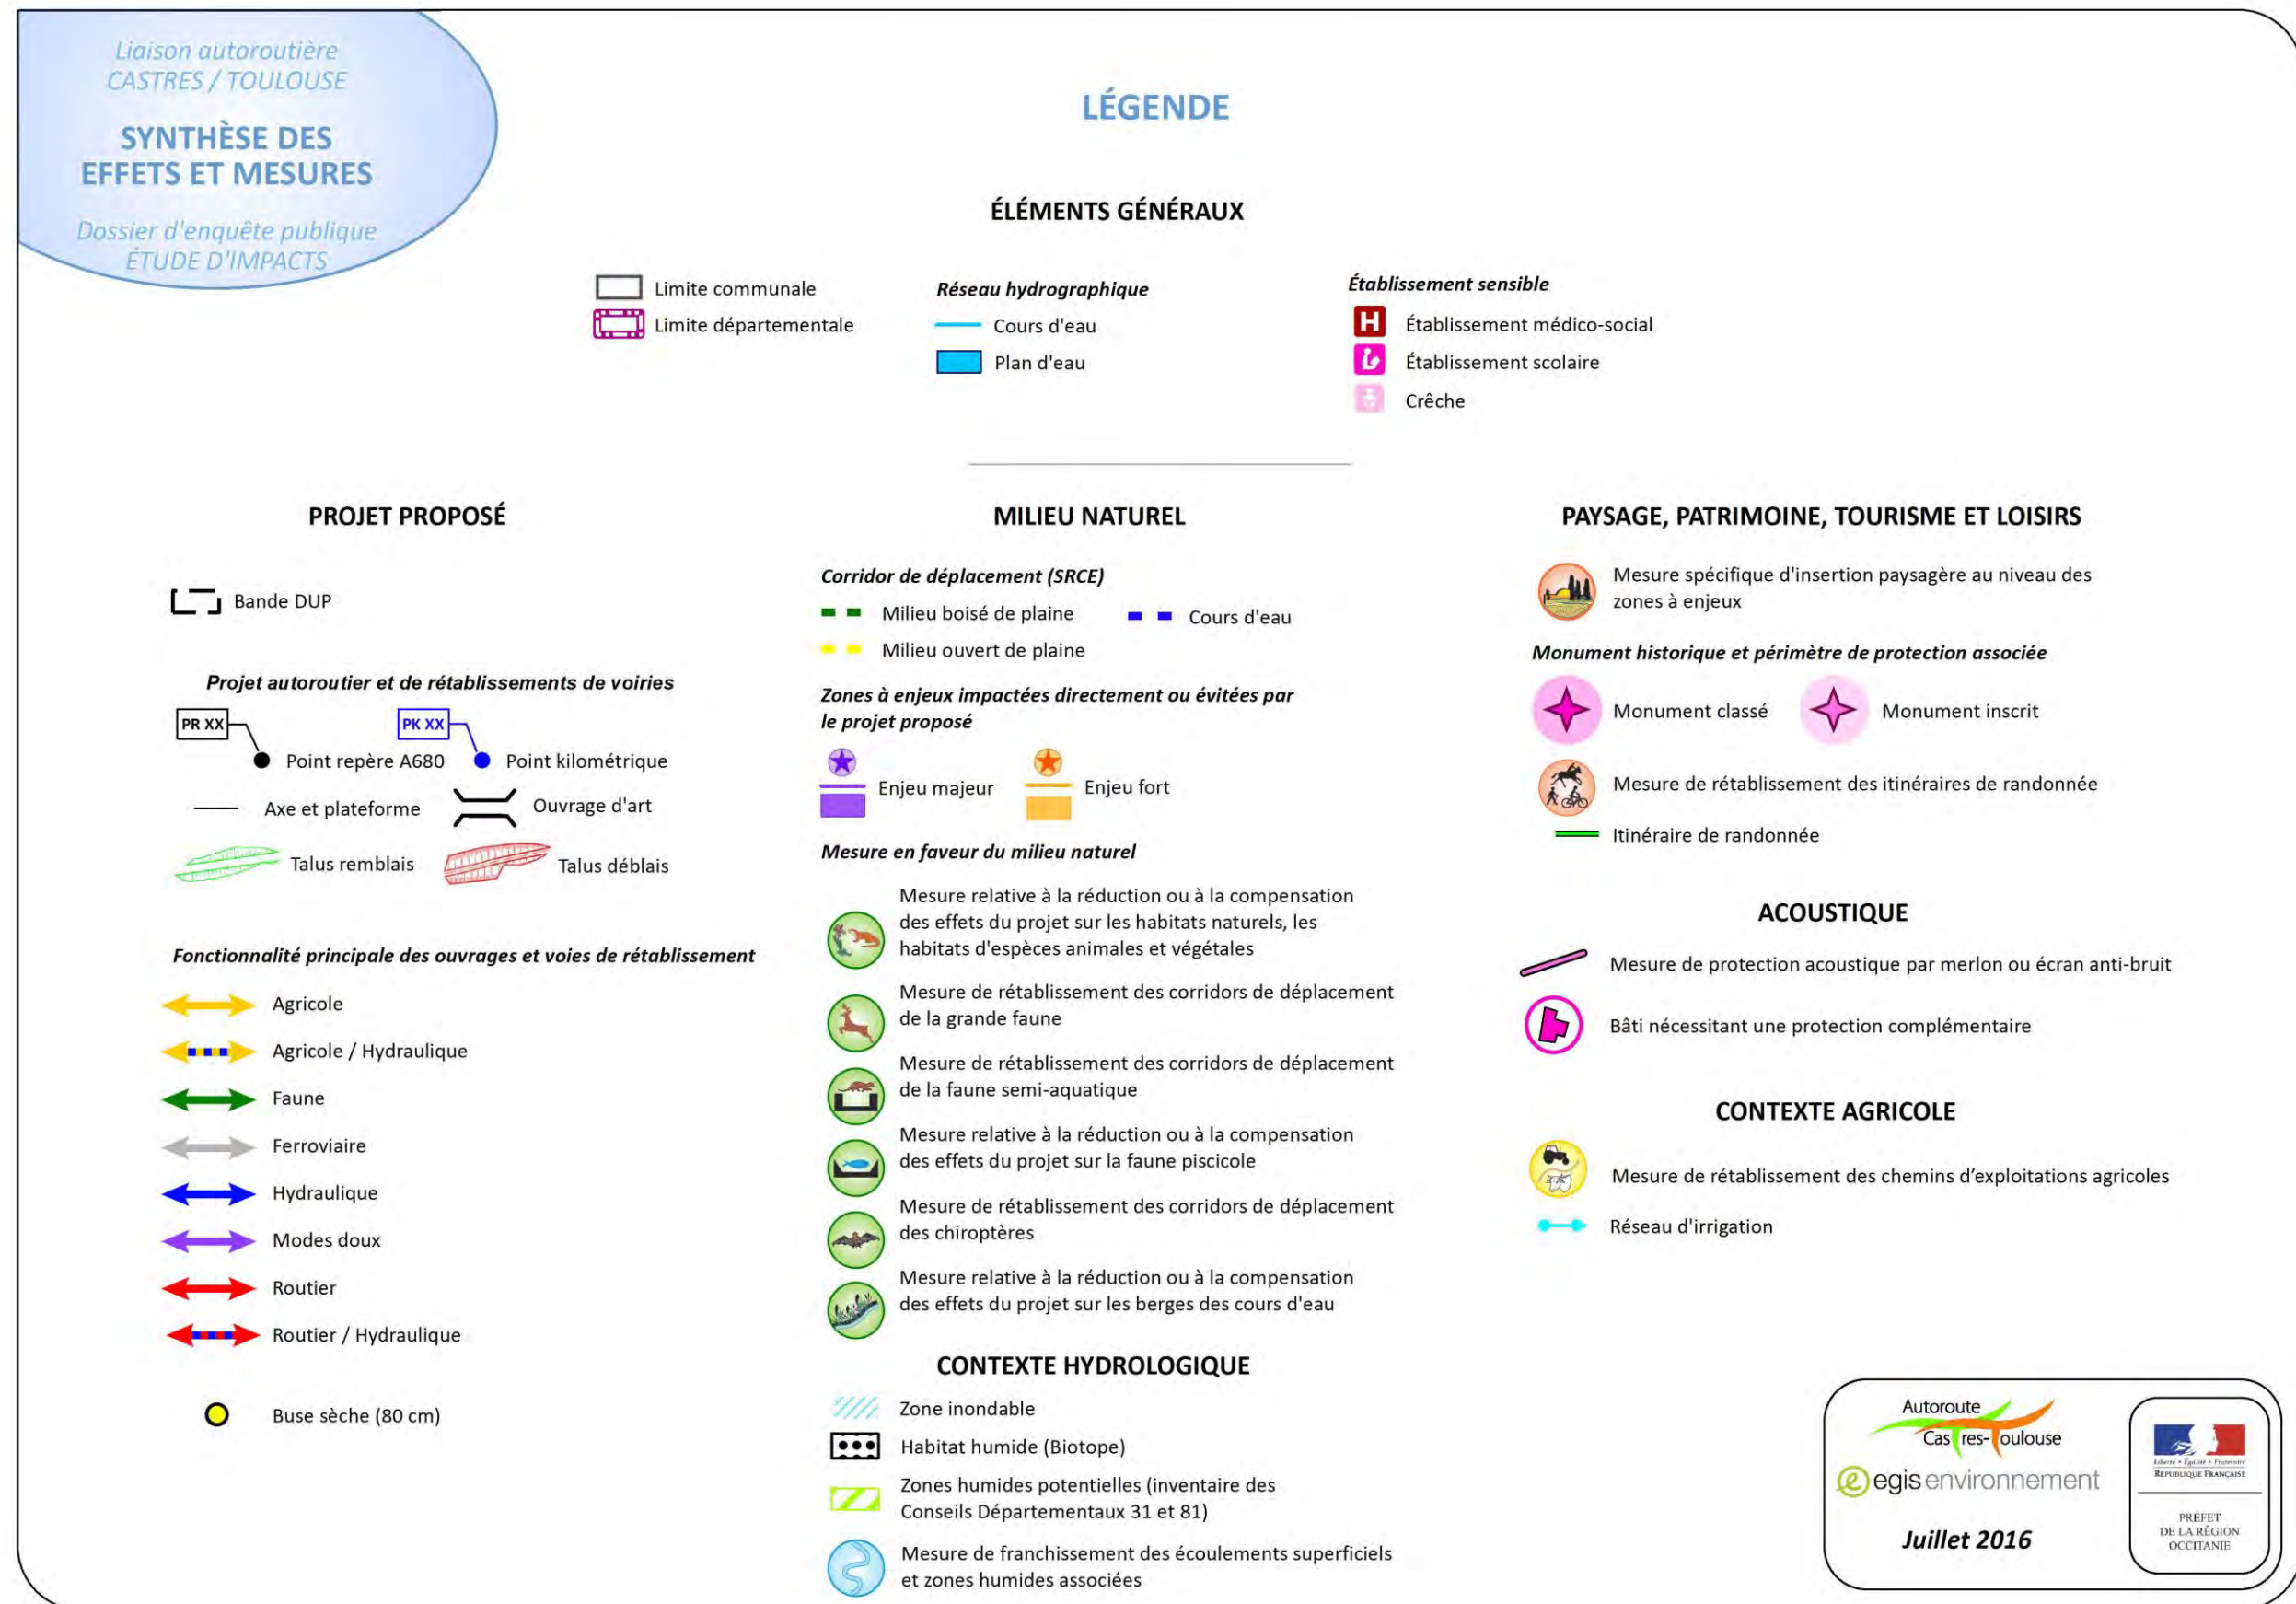 Liaison autoroutière
CASTRES / TOULOUSE
SYNTHÈSE DES
EFFETS ET MESURES
Dossier d'enquête publique
ÉTUDE D'IMPACTS
LÉGENDE
ÉLÉMENTS GÉNÉRAUX
Limite communale
Limite départementale
Réseau hydrographique
Cours d'eau
Plan d'eau
Établissement sensible
H
Établissement médico-social
Établissement scolaire
Crêche
PROJET PROPOSÉ
Bande DUP
Projet autoroutier et de rétablissements de voiries
PR XX
PK XX
Point repère A680
Point kilométrique
Axe et plateforme
Ouvrage d'art
Talus remblais
Talus déblais
Fonctionnalité principale des ouvrages et voies de rétablissement
Agricole
Agricole / Hydraulique
Faune
Ferroviaire
Hydraulique
Modes doux
Routier
Routier / Hydraulique
Buse sèche (80 cm)
MILIEU NATUREL
Corridor de déplacement (SRCE)
Milieu boisé de plaine
Cours d'eau
Milieu ouvert de plaine
Zones à enjeux impactées directement ou évitées par
le projet proposé
Enjeu majeur
Enjeu fort
Mesure en faveur du milieu naturel
Mesure relative à la réduction ou à la compensation
des effets du projet sur les habitats naturels, les
habitats d'espèces animales et végétales
Mesure de rétablissement des corridors de déplacement
de la grande faune
Mesure de rétablissement des corridors de déplacement
de la faune semi-aquatique
Mesure relative à la réduction ou à la compensation
des effets du projet sur la faune piscicole
Mesure de rétablissement des corridors de déplacement
des chiroptères
Mesure relative à la réduction ou à la compensation
des effets du projet sur les berges des cours d'eau
CONTEXTE HYDROLOGIQUE
Zone inondable
Habitat humide (Biotope)
Zones humides potentielles (inventaire des
Conseils Départementaux 31 et 81)
Mesure de franchissement des écoulements superficiels
et zones humides associées
PAYSAGE, PATRIMOINE, TOURISME ET LOISIRS
Mesure spécifique d'insertion paysagère au niveau des
zones à enjeux
Monument historique et périmètre de protection associée
Monument classé
Monument inscrit
Mesure de rétablissement des itinéraires de randonnée
Itinéraire de randonnée
ACOUSTIQUE
Mesure de protection acoustique par merlon ou écran anti-bruit
Bâti nécessitant une protection complémentaire
CONTEXTE AGRICOLE
Mesure de rétablissement des chemins d’exploitations agricoles
Réseau d'irrigation
Autoroute
Castres-Toulouse
egis environnement
Juillet 2016
Liberté • Égalité • Fraternité
RÉPUBLIQUE FRANÇAISE
PRÉFET
DE LA RÉGION
OCCITANIE